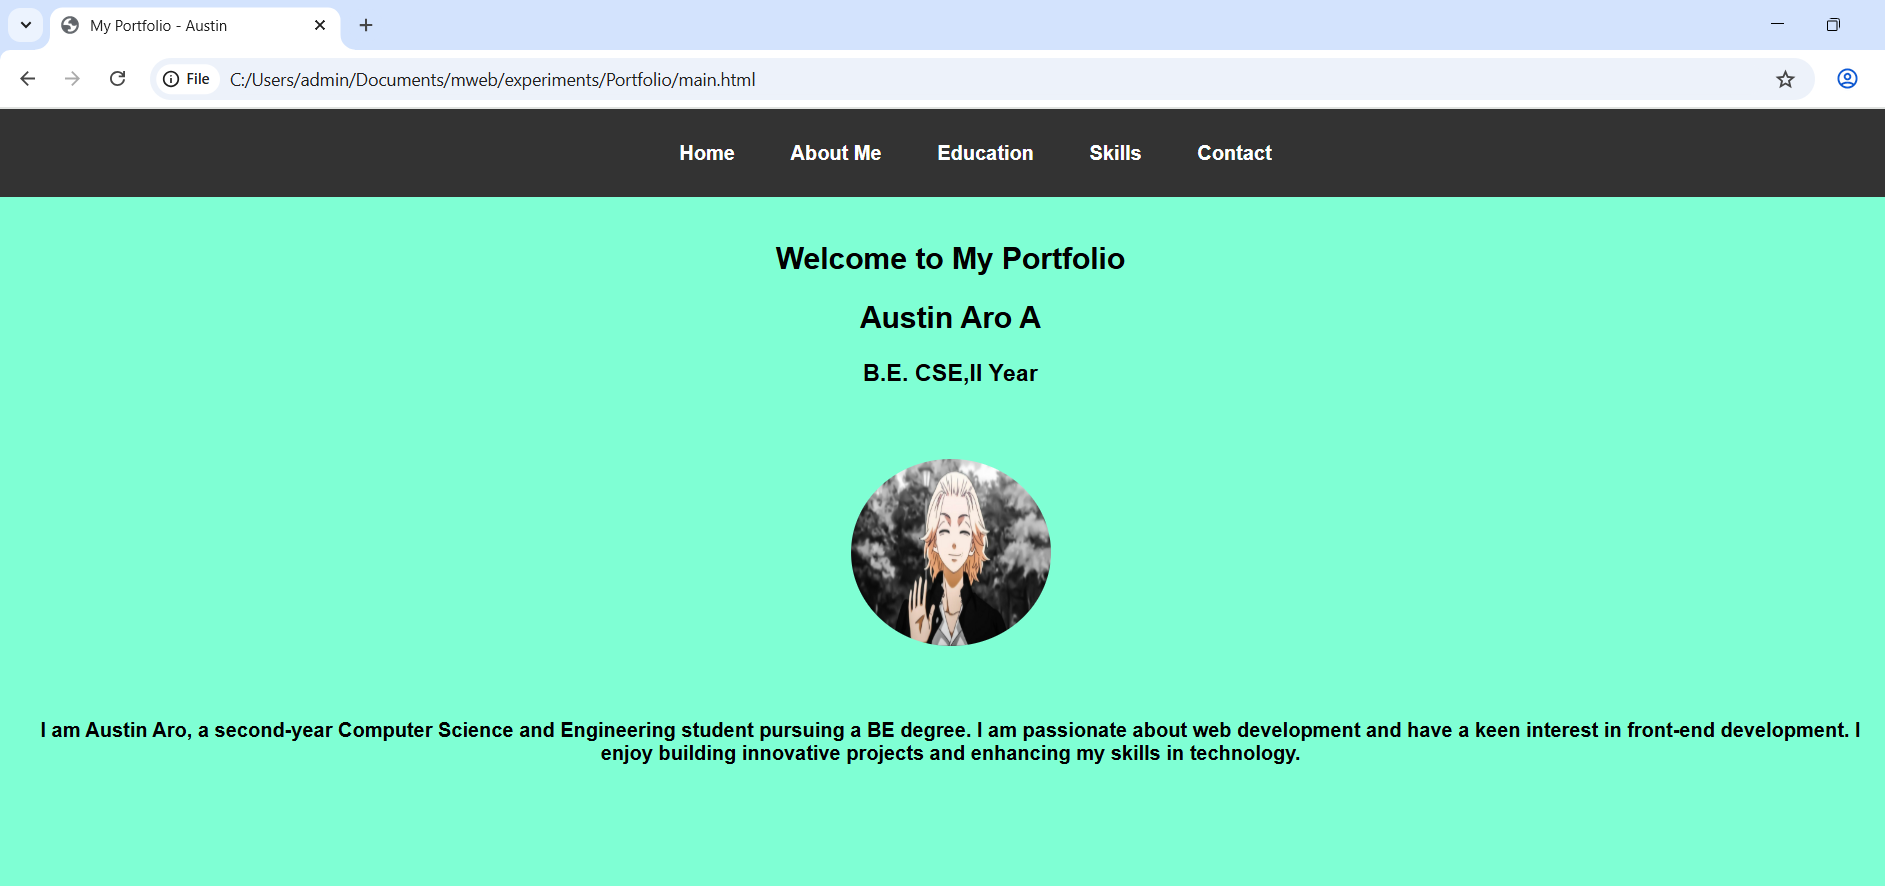 My Portfolio - Austin
File C:/Users/admin/Documents/mweb/experiments/Portfolio/main.html
Home About Me Education Skills Contact
Welcome to My Portfolio
Austin Aro A
B.E. CSE,II Year
I am Austin Aro, a second-year Computer Science and Engineering student pursuing a BE degree. I am passionate about web development and have a keen interest in front-end development. I
enjoy building innovative projects and enhancing my skills in technology.